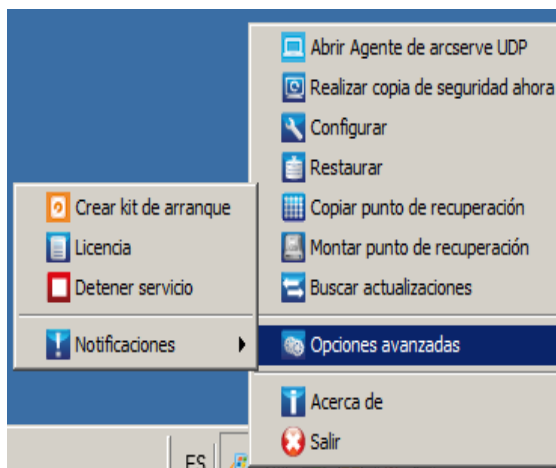 Abrir Agente de arcserve UDP
Realizar copia de seguridad ahora
Configurar
Restaurar
Copiar punto de recuperación
Montar punto de recuperación
Buscar actualizaciones
Opciones avanzadas
Acerca de
Salir
Crear kit de arranque
Licencia
Detener servicio
Notificaciones
ES